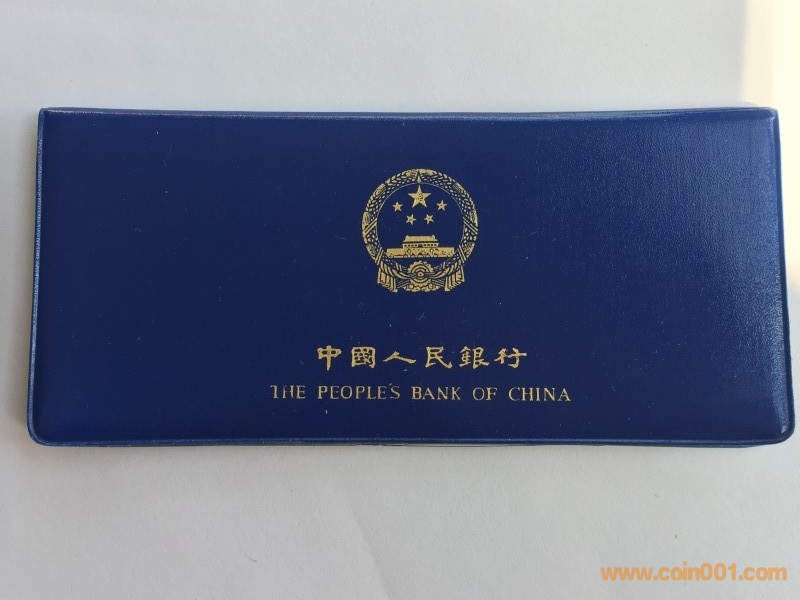 中國人民銀行
THE PEOPLE'S BANK OF CHINA
www.coin001.com